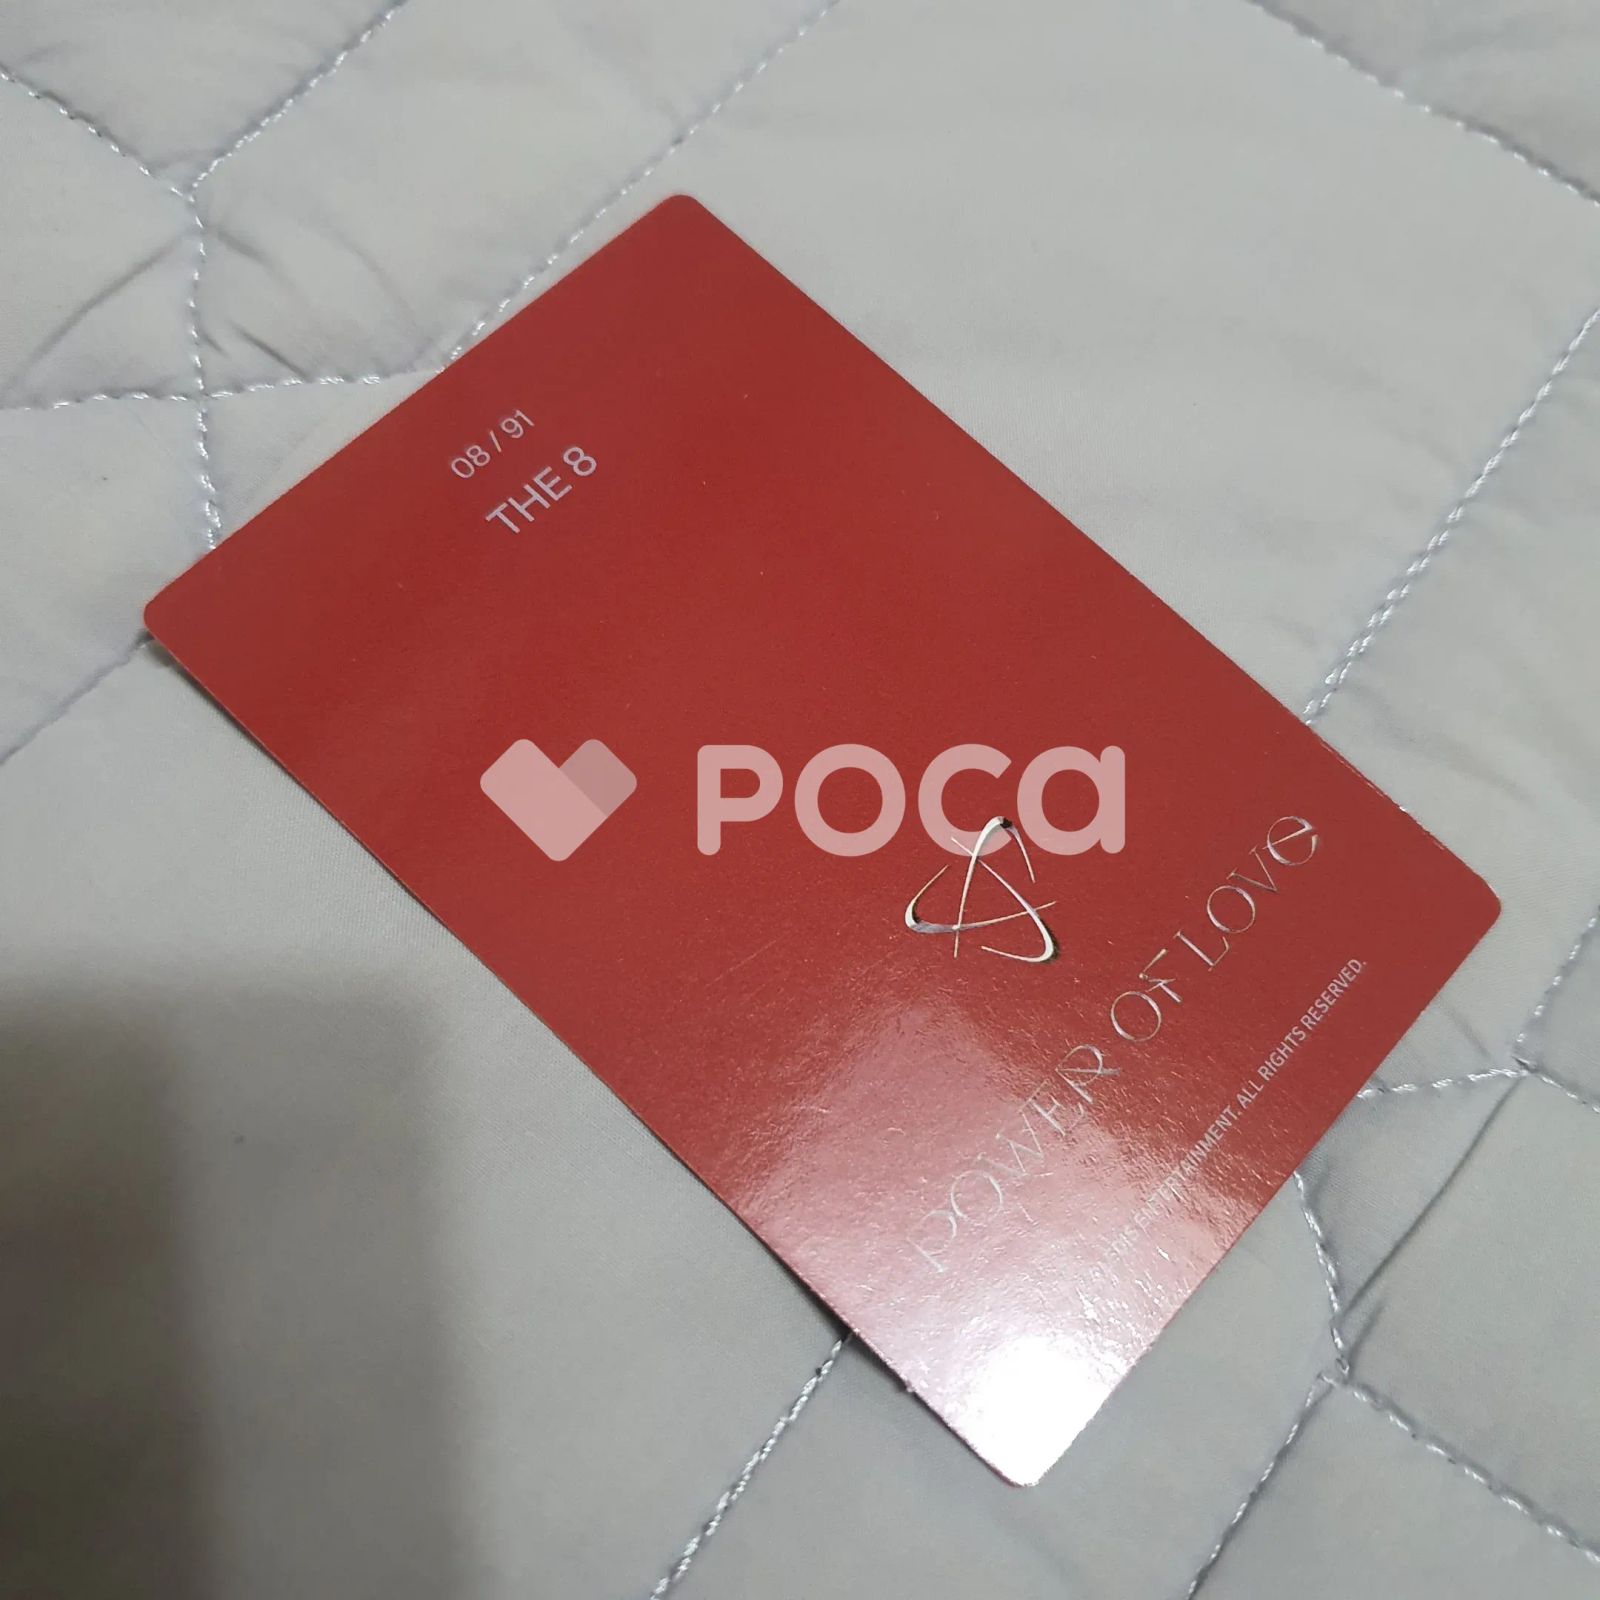 08 / 91
THE 8
POCA
POWER OF LOVE
ENTERTAINMENT. ALL RIGHTS RESERVED.